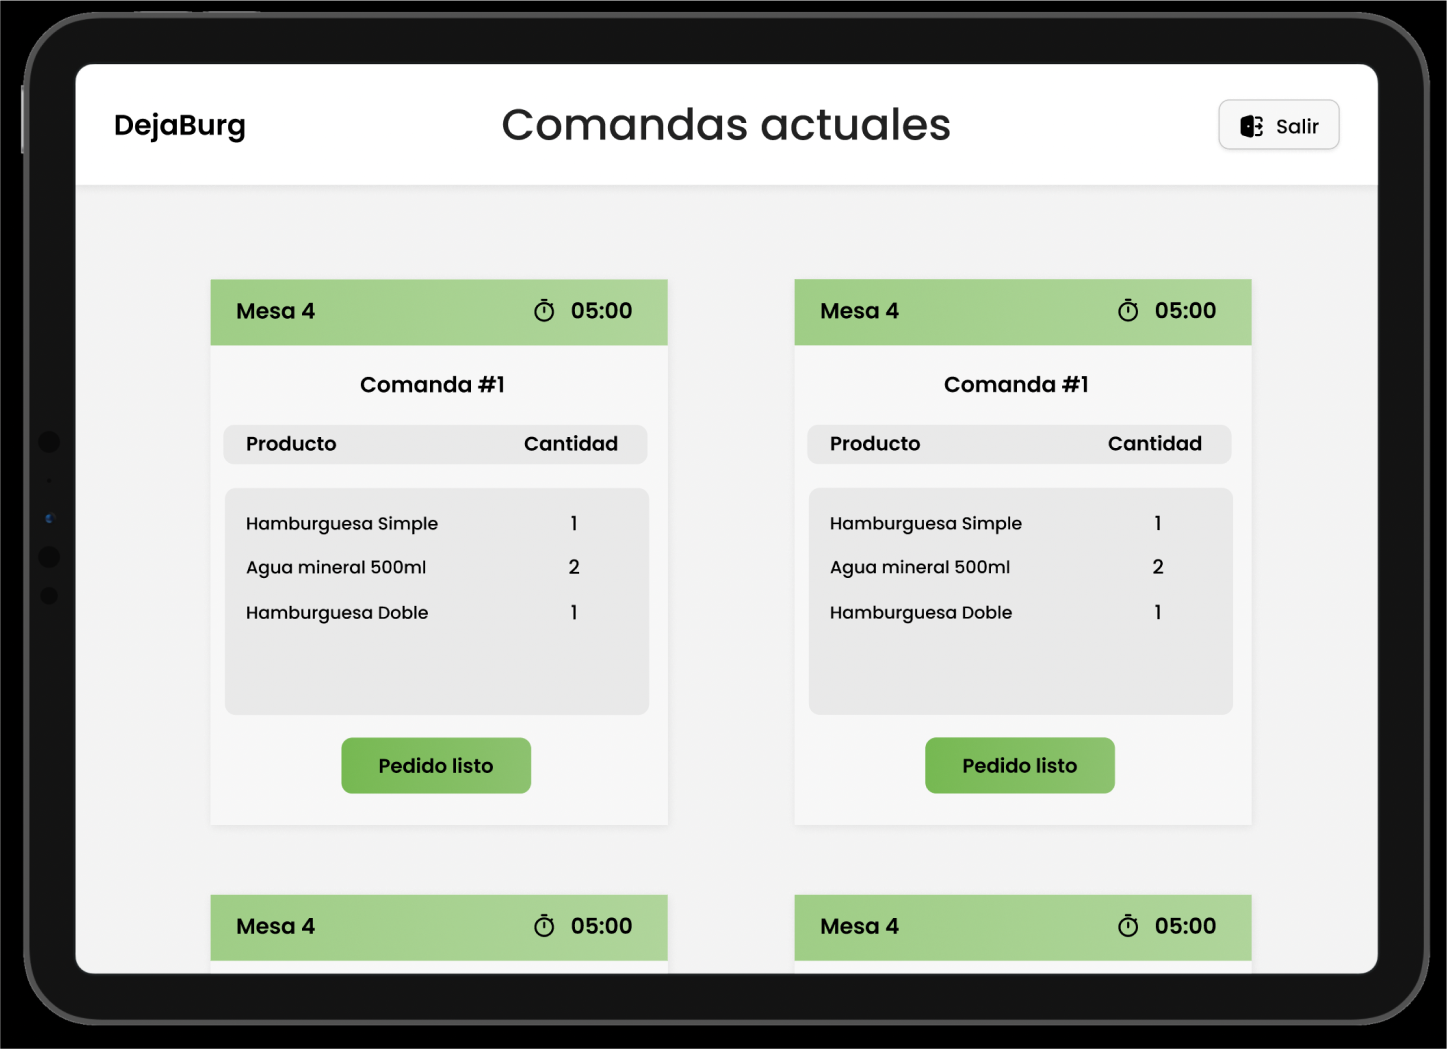 DejaBurg
Comandas actuales
Salir
Mesa 4 05:00
Comanda #1
Producto Cantidad
Hamburguesa Simple 1
Agua mineral 500ml 2
Hamburguesa Doble 1
Pedido listo
Mesa 4 05:00
Comanda #1
Producto Cantidad
Hamburguesa Simple 1
Agua mineral 500ml 2
Hamburguesa Doble 1
Pedido listo
Mesa 4 05:00
Mesa 4 05:00